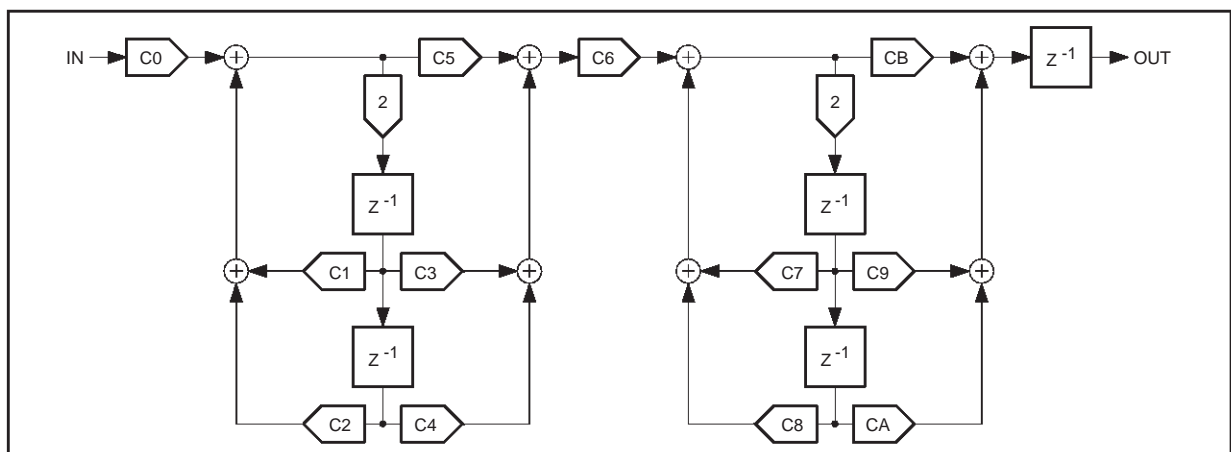 IN C0 C5 C6 CB Z⁻¹ OUT
2 2
Z⁻¹ Z⁻¹
C1 C3 C7 C9
Z⁻¹ Z⁻¹
C2 C4 C8 CA